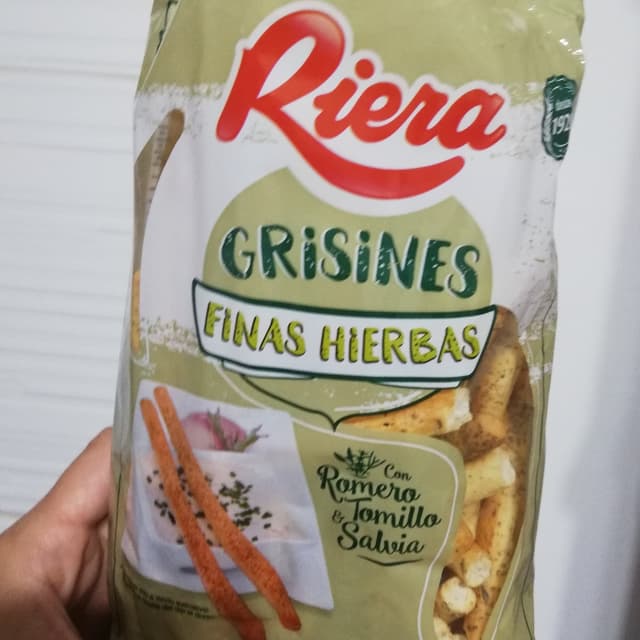 Riera
GRISINES
FINAS HIERBAS
Con
Romero
Tomillo
& Salvia